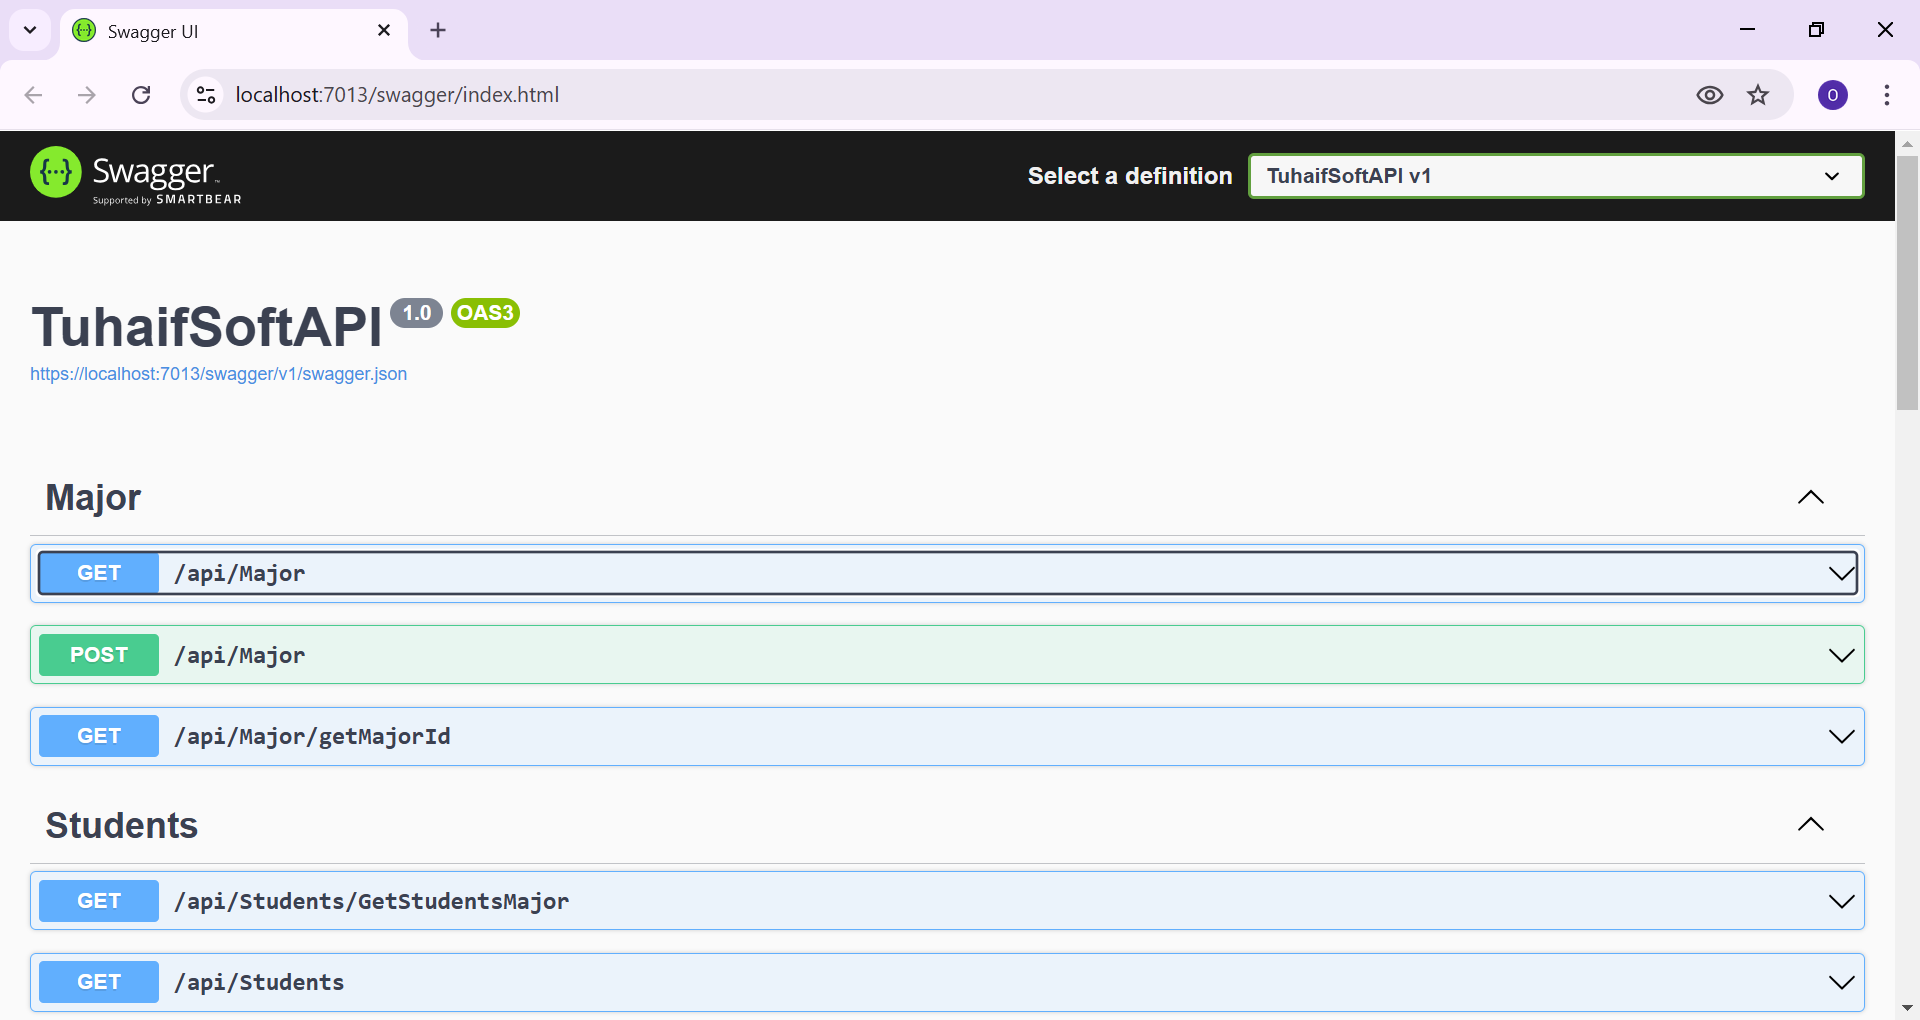 Swagger UI
localhost:7013/swagger/index.html
O
{···} Swagger™
Supported by SMARTBEAR
Select a definition
TuhaifSoftAPI v1
TuhaifSoftAPI 1.0 OAS3
https://localhost:7013/swagger/v1/swagger.json
Major
GET /api/Major
POST /api/Major
GET /api/Major/getMajorId
Students
GET /api/Students/GetStudentsMajor
GET /api/Students